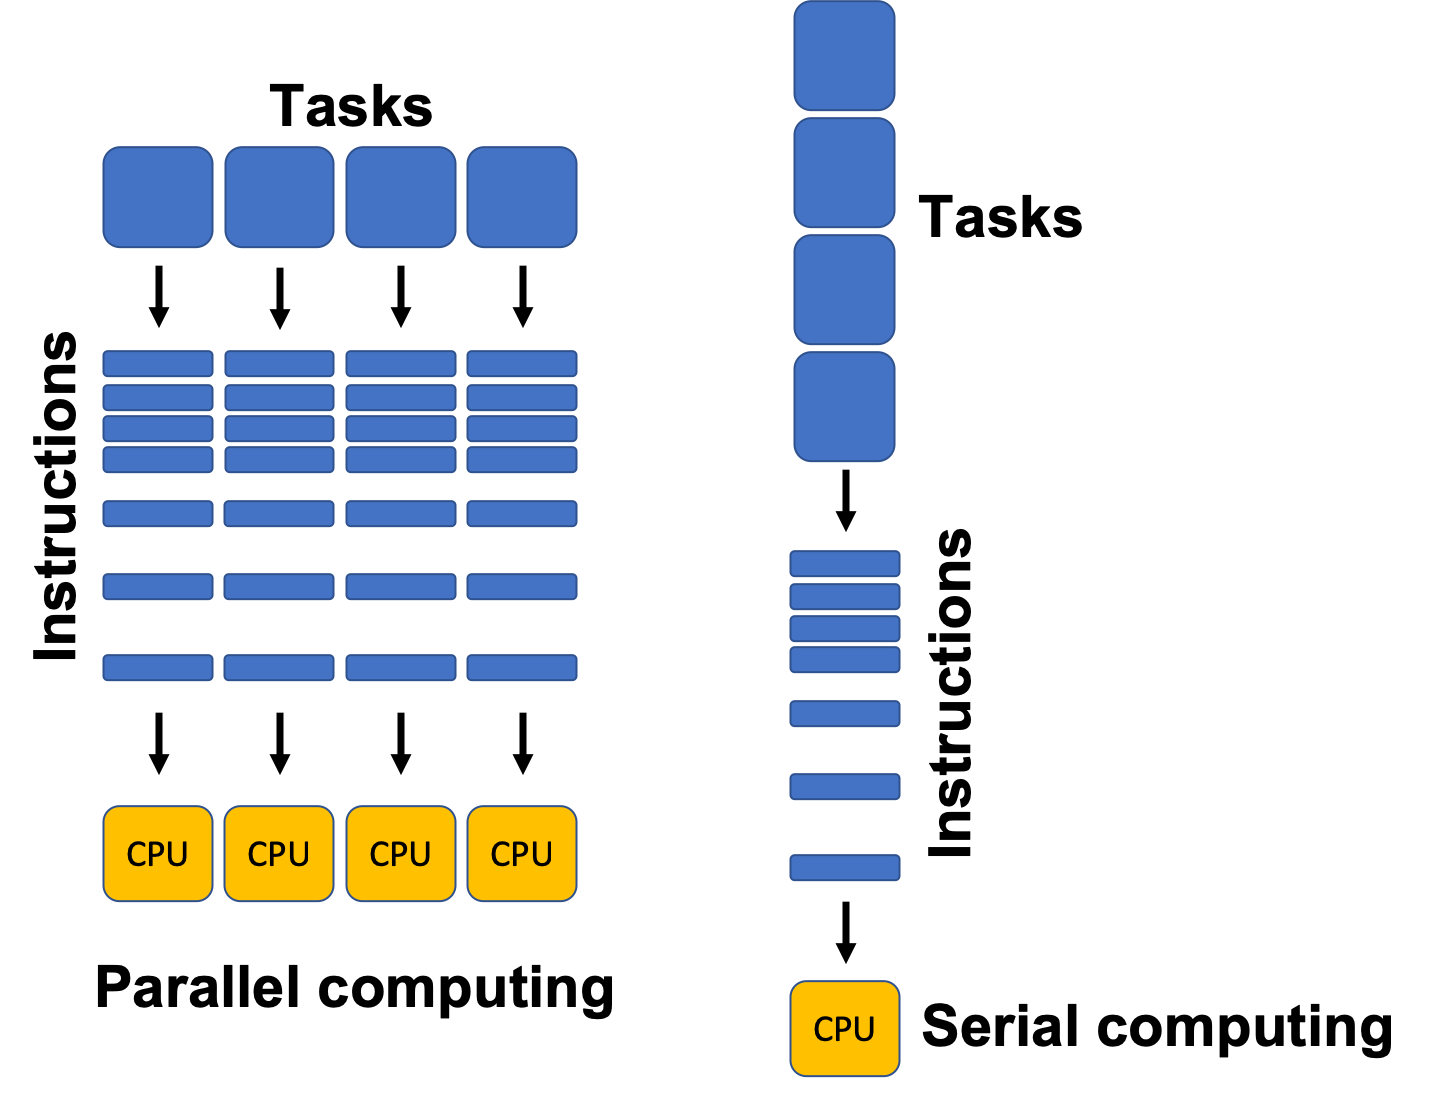 Tasks
Instructions
CPU CPU CPU CPU
Parallel computing
Tasks
Instructions
CPU
Serial computing